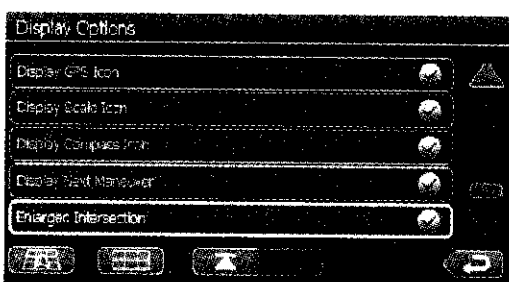 Display Options
Display GPS Icon
Display Scale Icon
Display Compass Icon
Display Next Maneuver
Enlarged Intersection